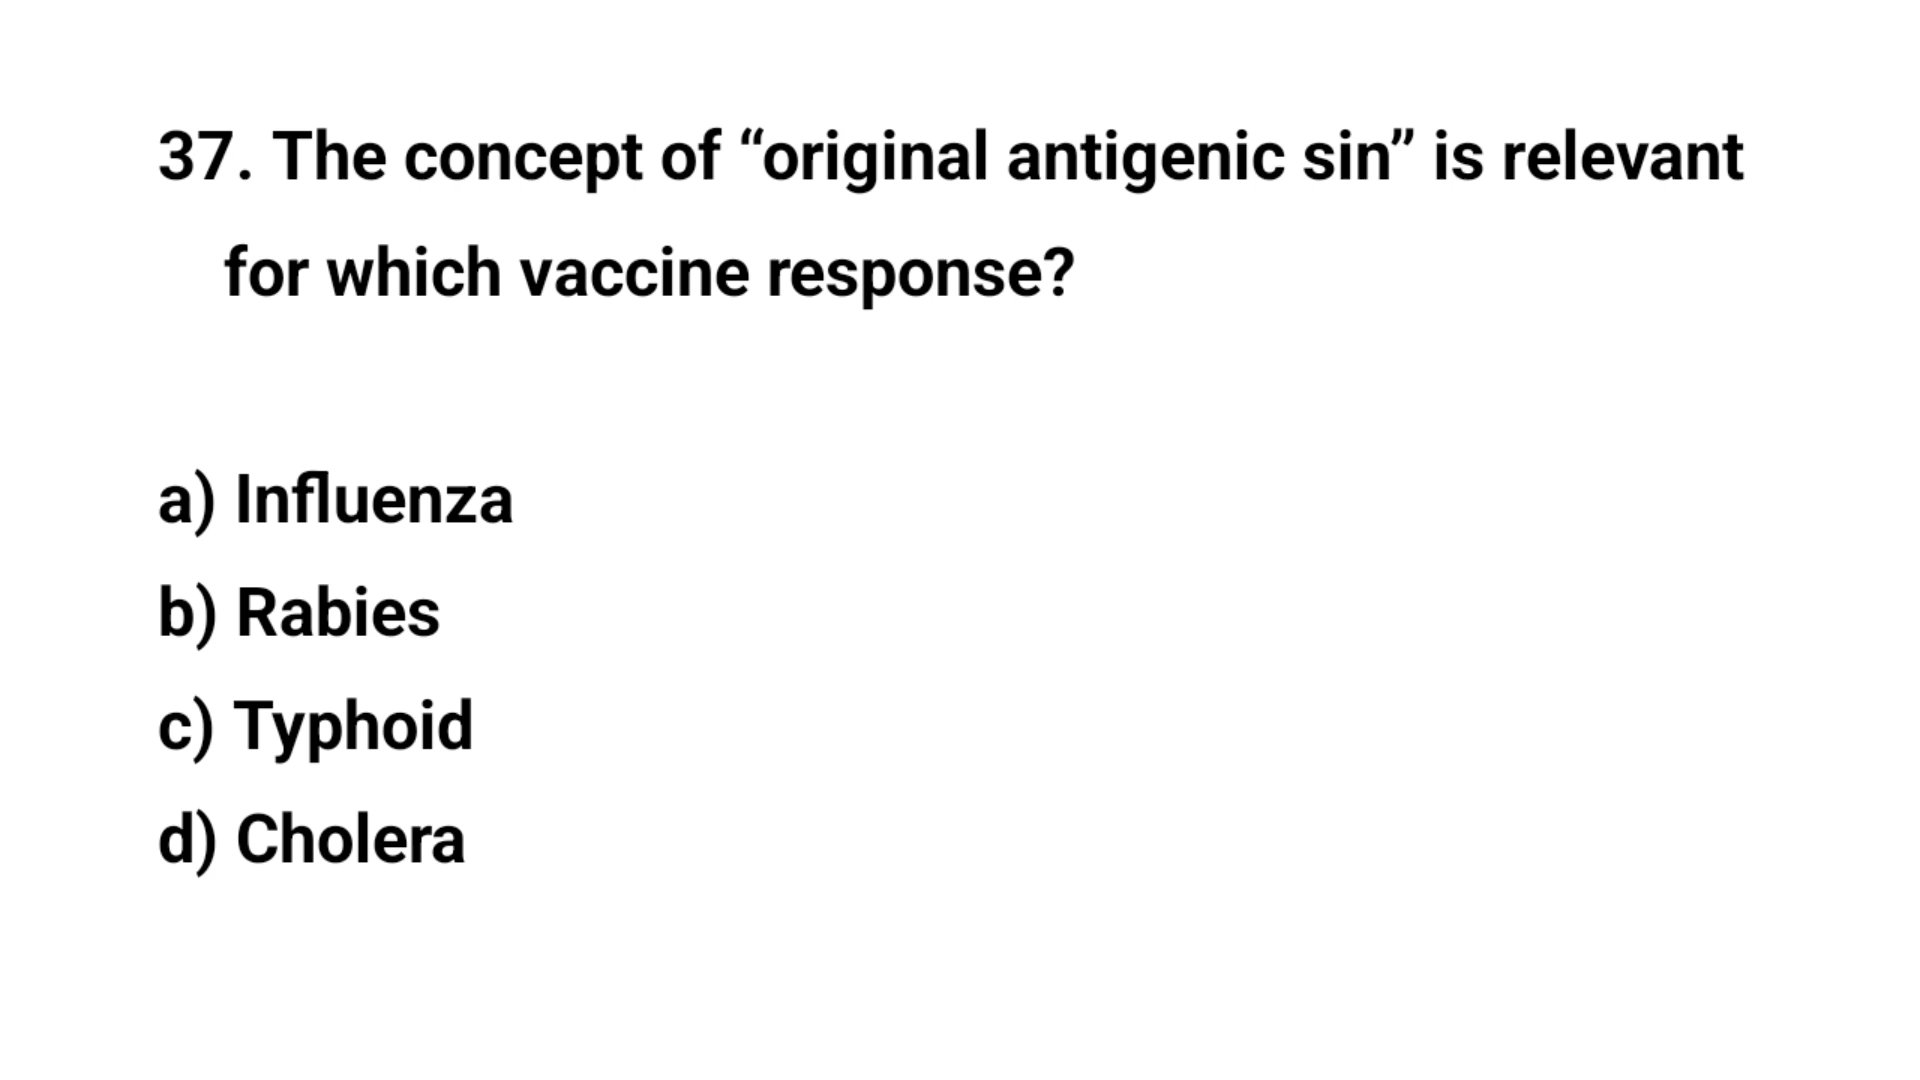 37. The concept of “original antigenic sin” is relevant
for which vaccine response?
a) Influenza
b) Rabies
c) Typhoid
d) Cholera